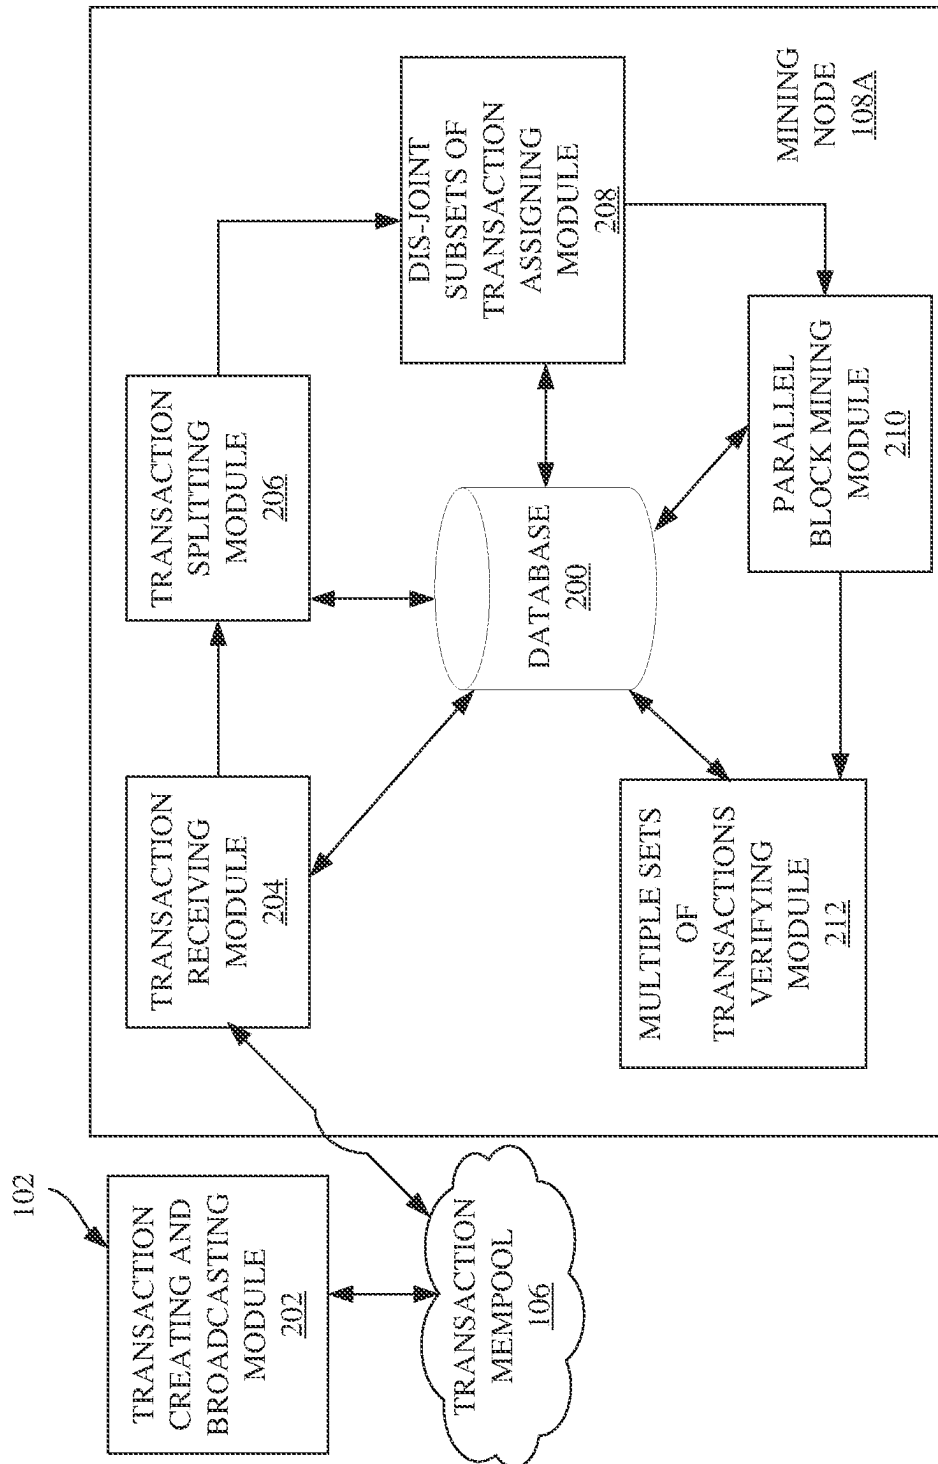 102
TRANSACTION
CREATING AND
BROADCASTING
MODULE
202
TRANSACTION
MEMPOOL
106
TRANSACTION
RECEIVING
MODULE
204
TRANSACTION
SPLITTING
MODULE
206
DIS-JOINT
SUBSETS OF
TRANSACTION
ASSIGNING
MODULE
208
DATABASE
200
MULTIPLE SETS
OF
TRANSACTIONS
VERIFYING
MODULE
212
PARALLEL
BLOCK MINING
MODULE
210
MINING
NODE
108A